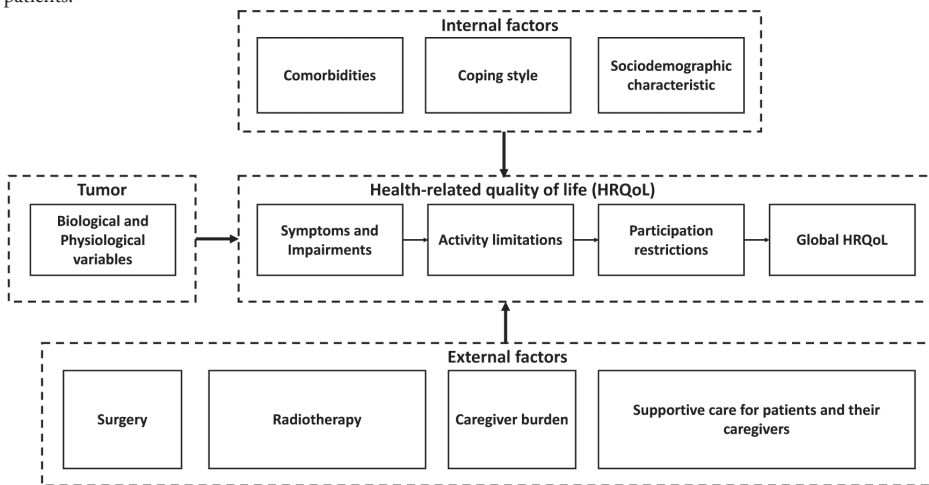 patients.
Internal factors
Comorbidities
Coping style
Sociodemographic
characteristic
Tumor
Biological and
Physiological
variables
Health-related quality of life (HRQoL)
Symptoms and
Impairments
Activity limitations
Participation
restrictions
Global HRQoL
External factors
Surgery
Radiotherapy
Caregiver burden
Supportive care for patients and their
caregivers